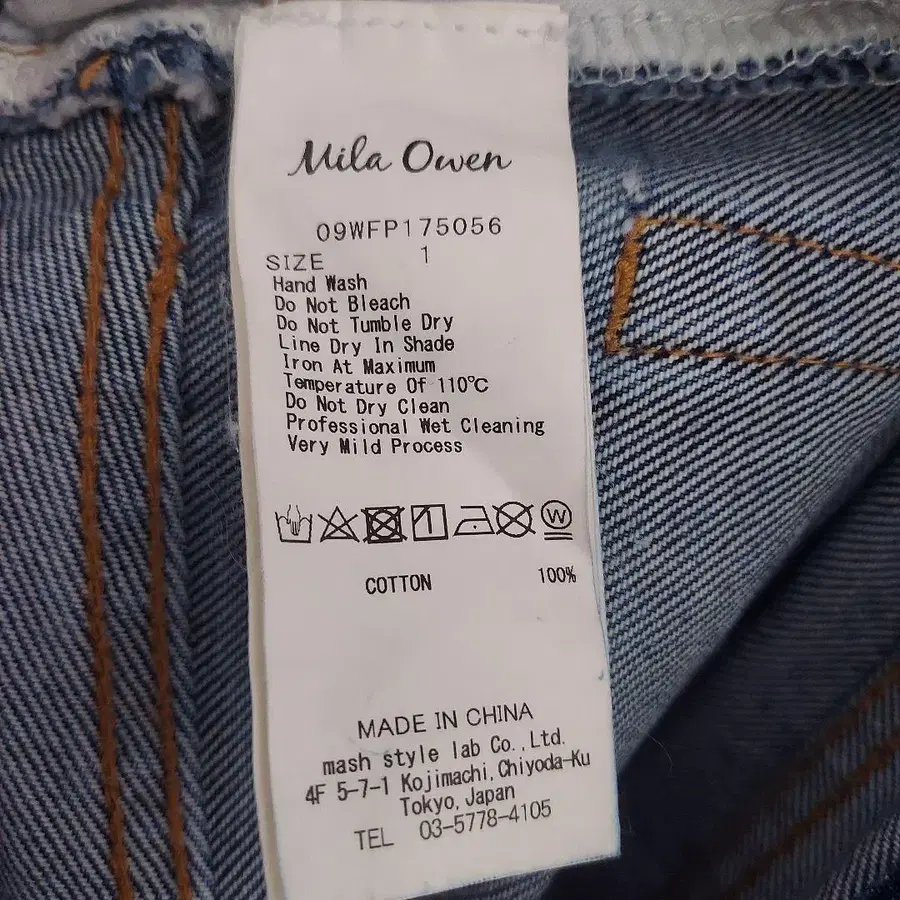 Mila Owen
09WFP175056
SIZE 1
Hand Wash
Do Not Bleach
Do Not Tumble Dry
Line Dry In Shade
Iron At Maximum
Temperature Of 110℃
Do Not Dry Clean
Professional Wet Cleaning
Very Mild Process
W
COTTON 100%
MADE IN CHINA
mash style lab Co.,Ltd.
4F 5-7-1 Kojimachi,Chiyoda-Ku
Tokyo,Japan
TEL 03-5778-4105